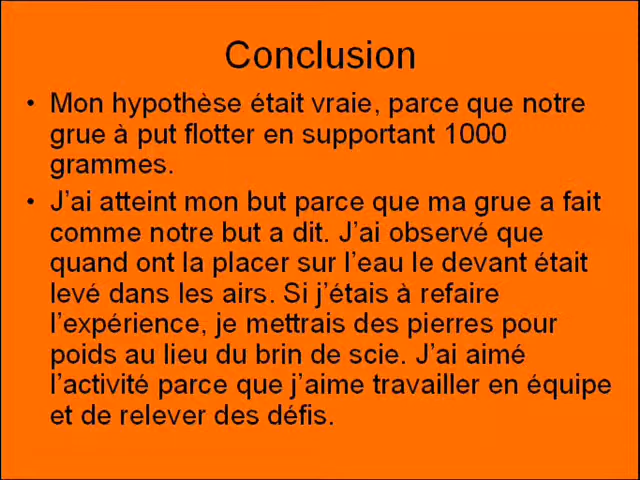 Conclusion
• Mon hypothèse était vraie, parce que notre
grue à put flotter en supportant 1000
grammes.
• J'ai atteint mon but parce que ma grue a fait
comme notre but a dit. J'ai observé que
quand ont la placer sur l'eau le devant était
levé dans les airs. Si j'étais à refaire
l'expérience, je mettrais des pierres pour
poids au lieu du brin de scie. J'ai aimé
l'activité parce que j'aime travailler en équipe
et de relever des défis.